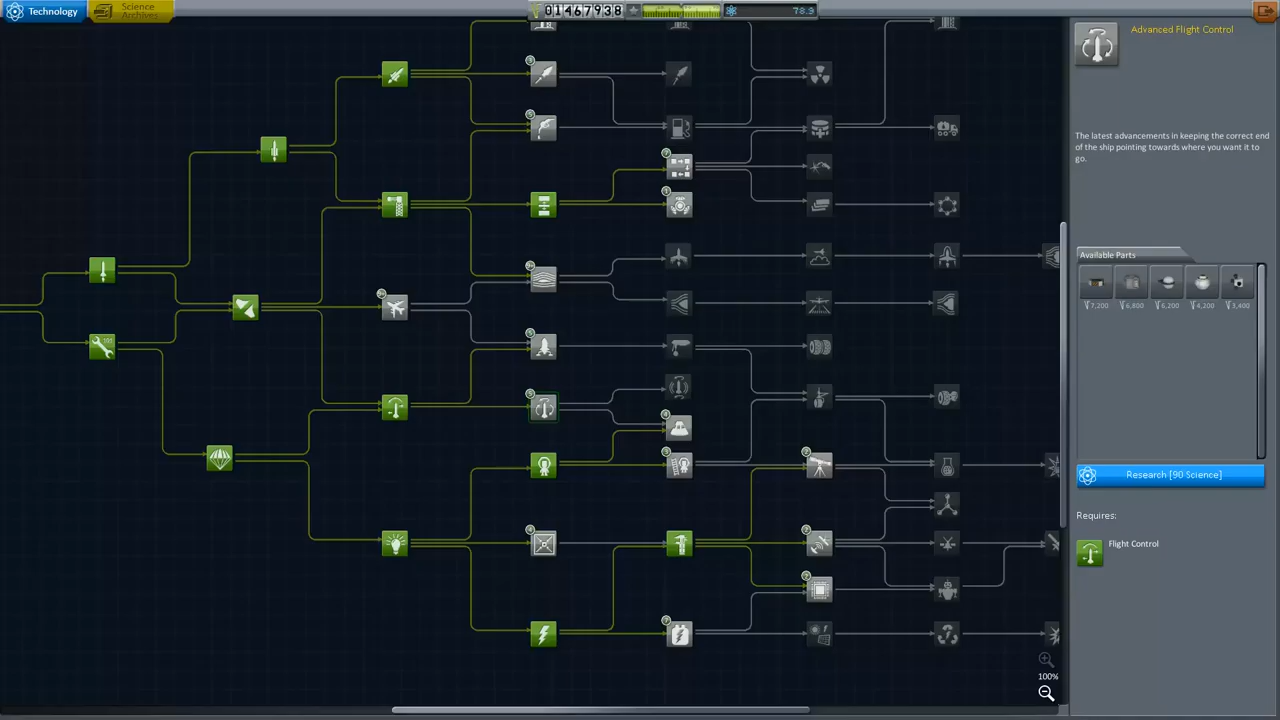 Technology
Science
Archives
01467938
78.9
Advanced Flight Control
The latest advancements in keeping the correct end
of the ship pointing towards where you want it to
go.
Available Parts
7,200 6,800 6,200 4,200 3,400
Research [90 Science]
Requires:
Flight Control
100%